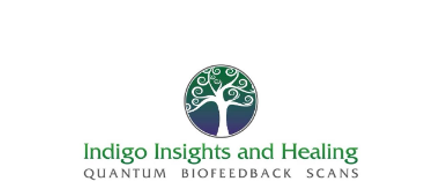 Indigo Insights and Healing
QUANTUM BIOFEEDBACK SCANS